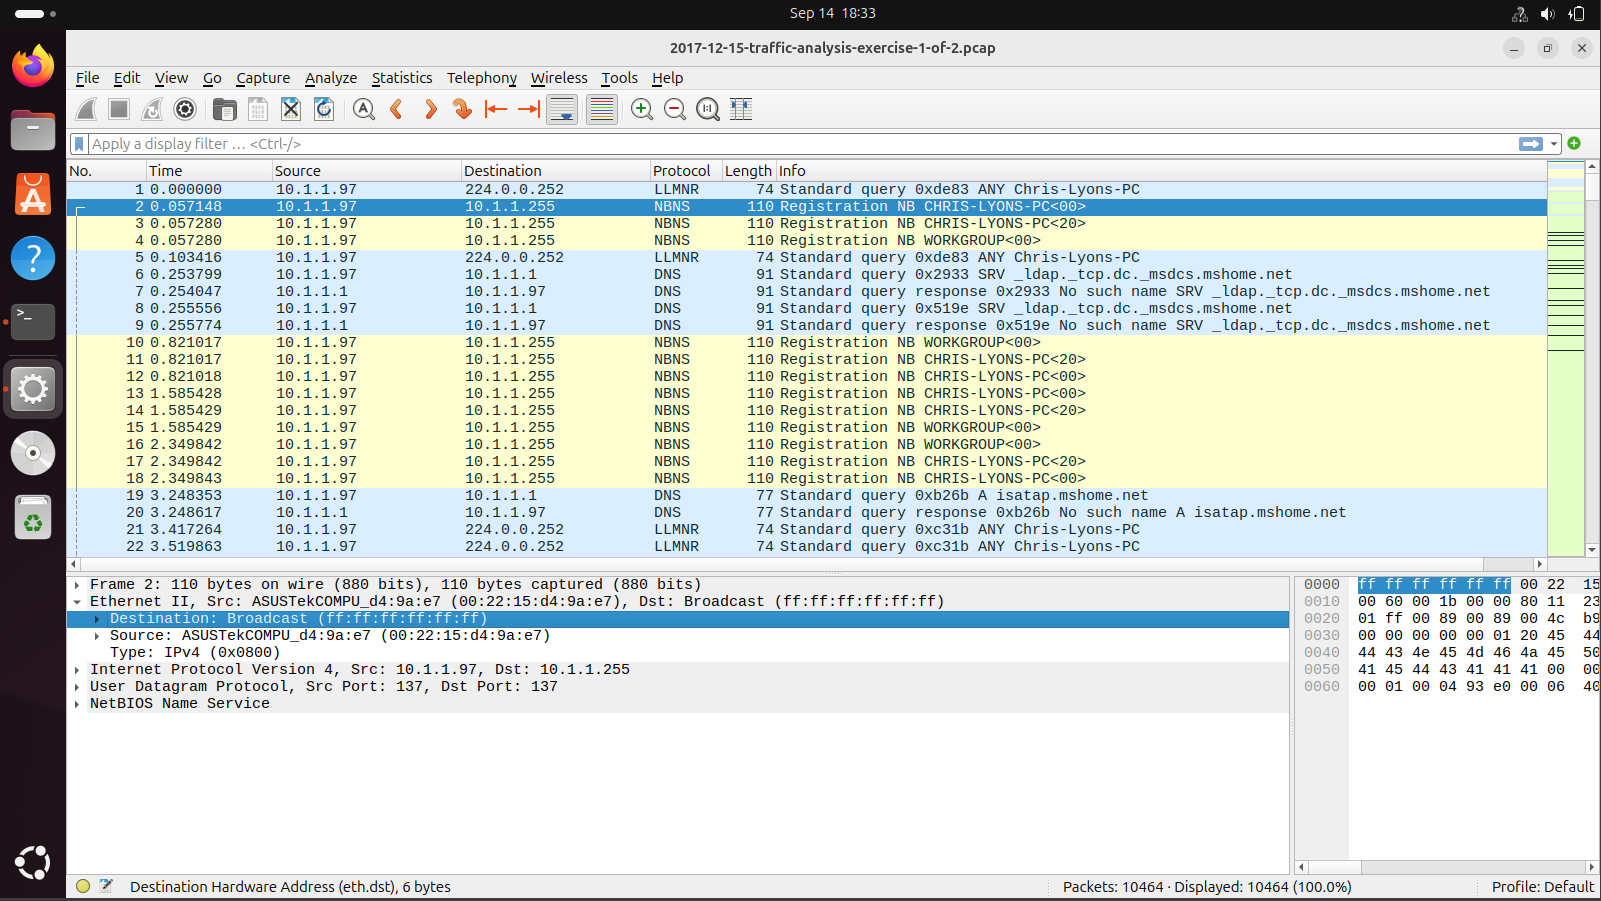 Sep 14 18:33
2017-12-15-traffic-analysis-exercise-1-of-2.pcap
File Edit View Go Capture Analyze Statistics Telephony Wireless Tools Help
Apply a display filter … <Ctrl-/>
No. Time Source Destination Protocol Length Info
1 0.000000 10.1.1.97 224.0.0.252 LLMNR 74 Standard query 0xde83 ANY Chris-Lyons-PC
2 0.057148 10.1.1.97 10.1.1.255 NBNS 110 Registration NB CHRIS-LYONS-PC<00>
3 0.057280 10.1.1.97 10.1.1.255 NBNS 110 Registration NB CHRIS-LYONS-PC<20>
4 0.057280 10.1.1.97 10.1.1.255 NBNS 110 Registration NB WORKGROUP<00>
5 0.103416 10.1.1.97 224.0.0.252 LLMNR 74 Standard query 0xde83 ANY Chris-Lyons-PC
6 0.253799 10.1.1.97 10.1.1.1 DNS 91 Standard query 0x2933 SRV _ldap._tcp.dc._msdcs.mshome.net
7 0.254047 10.1.1.1 10.1.1.97 DNS 91 Standard query response 0x2933 No such name SRV _ldap._tcp.dc._msdcs.mshome.net
8 0.255556 10.1.1.97 10.1.1.1 DNS 91 Standard query 0x519e SRV _ldap._tcp.dc._msdcs.mshome.net
9 0.255774 10.1.1.1 10.1.1.97 DNS 91 Standard query response 0x519e No such name SRV _ldap._tcp.dc._msdcs.mshome.net
10 0.821017 10.1.1.97 10.1.1.255 NBNS 110 Registration NB WORKGROUP<00>
11 0.821017 10.1.1.97 10.1.1.255 NBNS 110 Registration NB CHRIS-LYONS-PC<20>
12 0.821018 10.1.1.97 10.1.1.255 NBNS 110 Registration NB CHRIS-LYONS-PC<00>
13 1.585428 10.1.1.97 10.1.1.255 NBNS 110 Registration NB CHRIS-LYONS-PC<00>
14 1.585429 10.1.1.97 10.1.1.255 NBNS 110 Registration NB CHRIS-LYONS-PC<20>
15 1.585429 10.1.1.97 10.1.1.255 NBNS 110 Registration NB WORKGROUP<00>
16 2.349842 10.1.1.97 10.1.1.255 NBNS 110 Registration NB WORKGROUP<00>
17 2.349842 10.1.1.97 10.1.1.255 NBNS 110 Registration NB CHRIS-LYONS-PC<20>
18 2.349843 10.1.1.97 10.1.1.255 NBNS 110 Registration NB CHRIS-LYONS-PC<00>
19 3.248353 10.1.1.97 10.1.1.1 DNS 77 Standard query 0xb26b A isatap.mshome.net
20 3.248617 10.1.1.1 10.1.1.97 DNS 77 Standard query response 0xb26b No such name A isatap.mshome.net
21 3.417264 10.1.1.97 224.0.0.252 LLMNR 74 Standard query 0xc31b ANY Chris-Lyons-PC
22 3.519863 10.1.1.97 224.0.0.252 LLMNR 74 Standard query 0xc31b ANY Chris-Lyons-PC
Frame 2: 110 bytes on wire (880 bits), 110 bytes captured (880 bits)
Ethernet II, Src: ASUSTekCOMPU_d4:9a:e7 (00:22:15:d4:9a:e7), Dst: Broadcast (ff:ff:ff:ff:ff:ff)
Destination: Broadcast (ff:ff:ff:ff:ff:ff)
Source: ASUSTekCOMPU_d4:9a:e7 (00:22:15:d4:9a:e7)
Type: IPv4 (0x0800)
Internet Protocol Version 4, Src: 10.1.1.97, Dst: 10.1.1.255
User Datagram Protocol, Src Port: 137, Dst Port: 137
NetBIOS Name Service
0000 ff ff ff ff ff ff 00 22 15
0010 00 60 00 1b 00 00 80 11 23
0020 01 ff 00 89 00 89 00 4c b9
0030 00 00 00 00 00 01 20 45 44
0040 44 43 4e 45 4d 46 4a 45 50
0050 41 45 44 43 41 41 41 00 00
0060 00 01 00 04 93 e0 00 06 40
Destination Hardware Address (eth.dst), 6 bytes
Packets: 10464 · Displayed: 10464 (100.0%)
Profile: Default